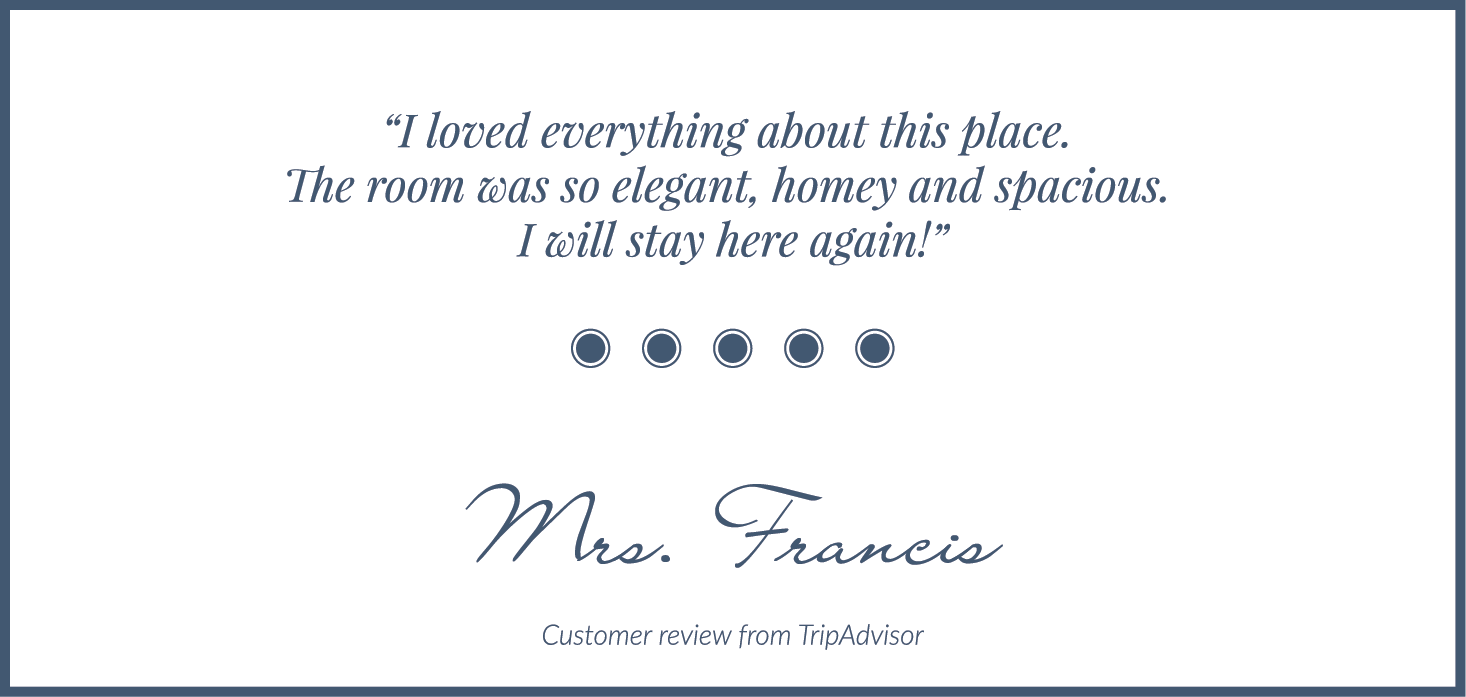 “I loved everything about this place.
The room was so elegant, homey and spacious.
I will stay here again!”
Mrs. Francis
Customer review from TripAdvisor